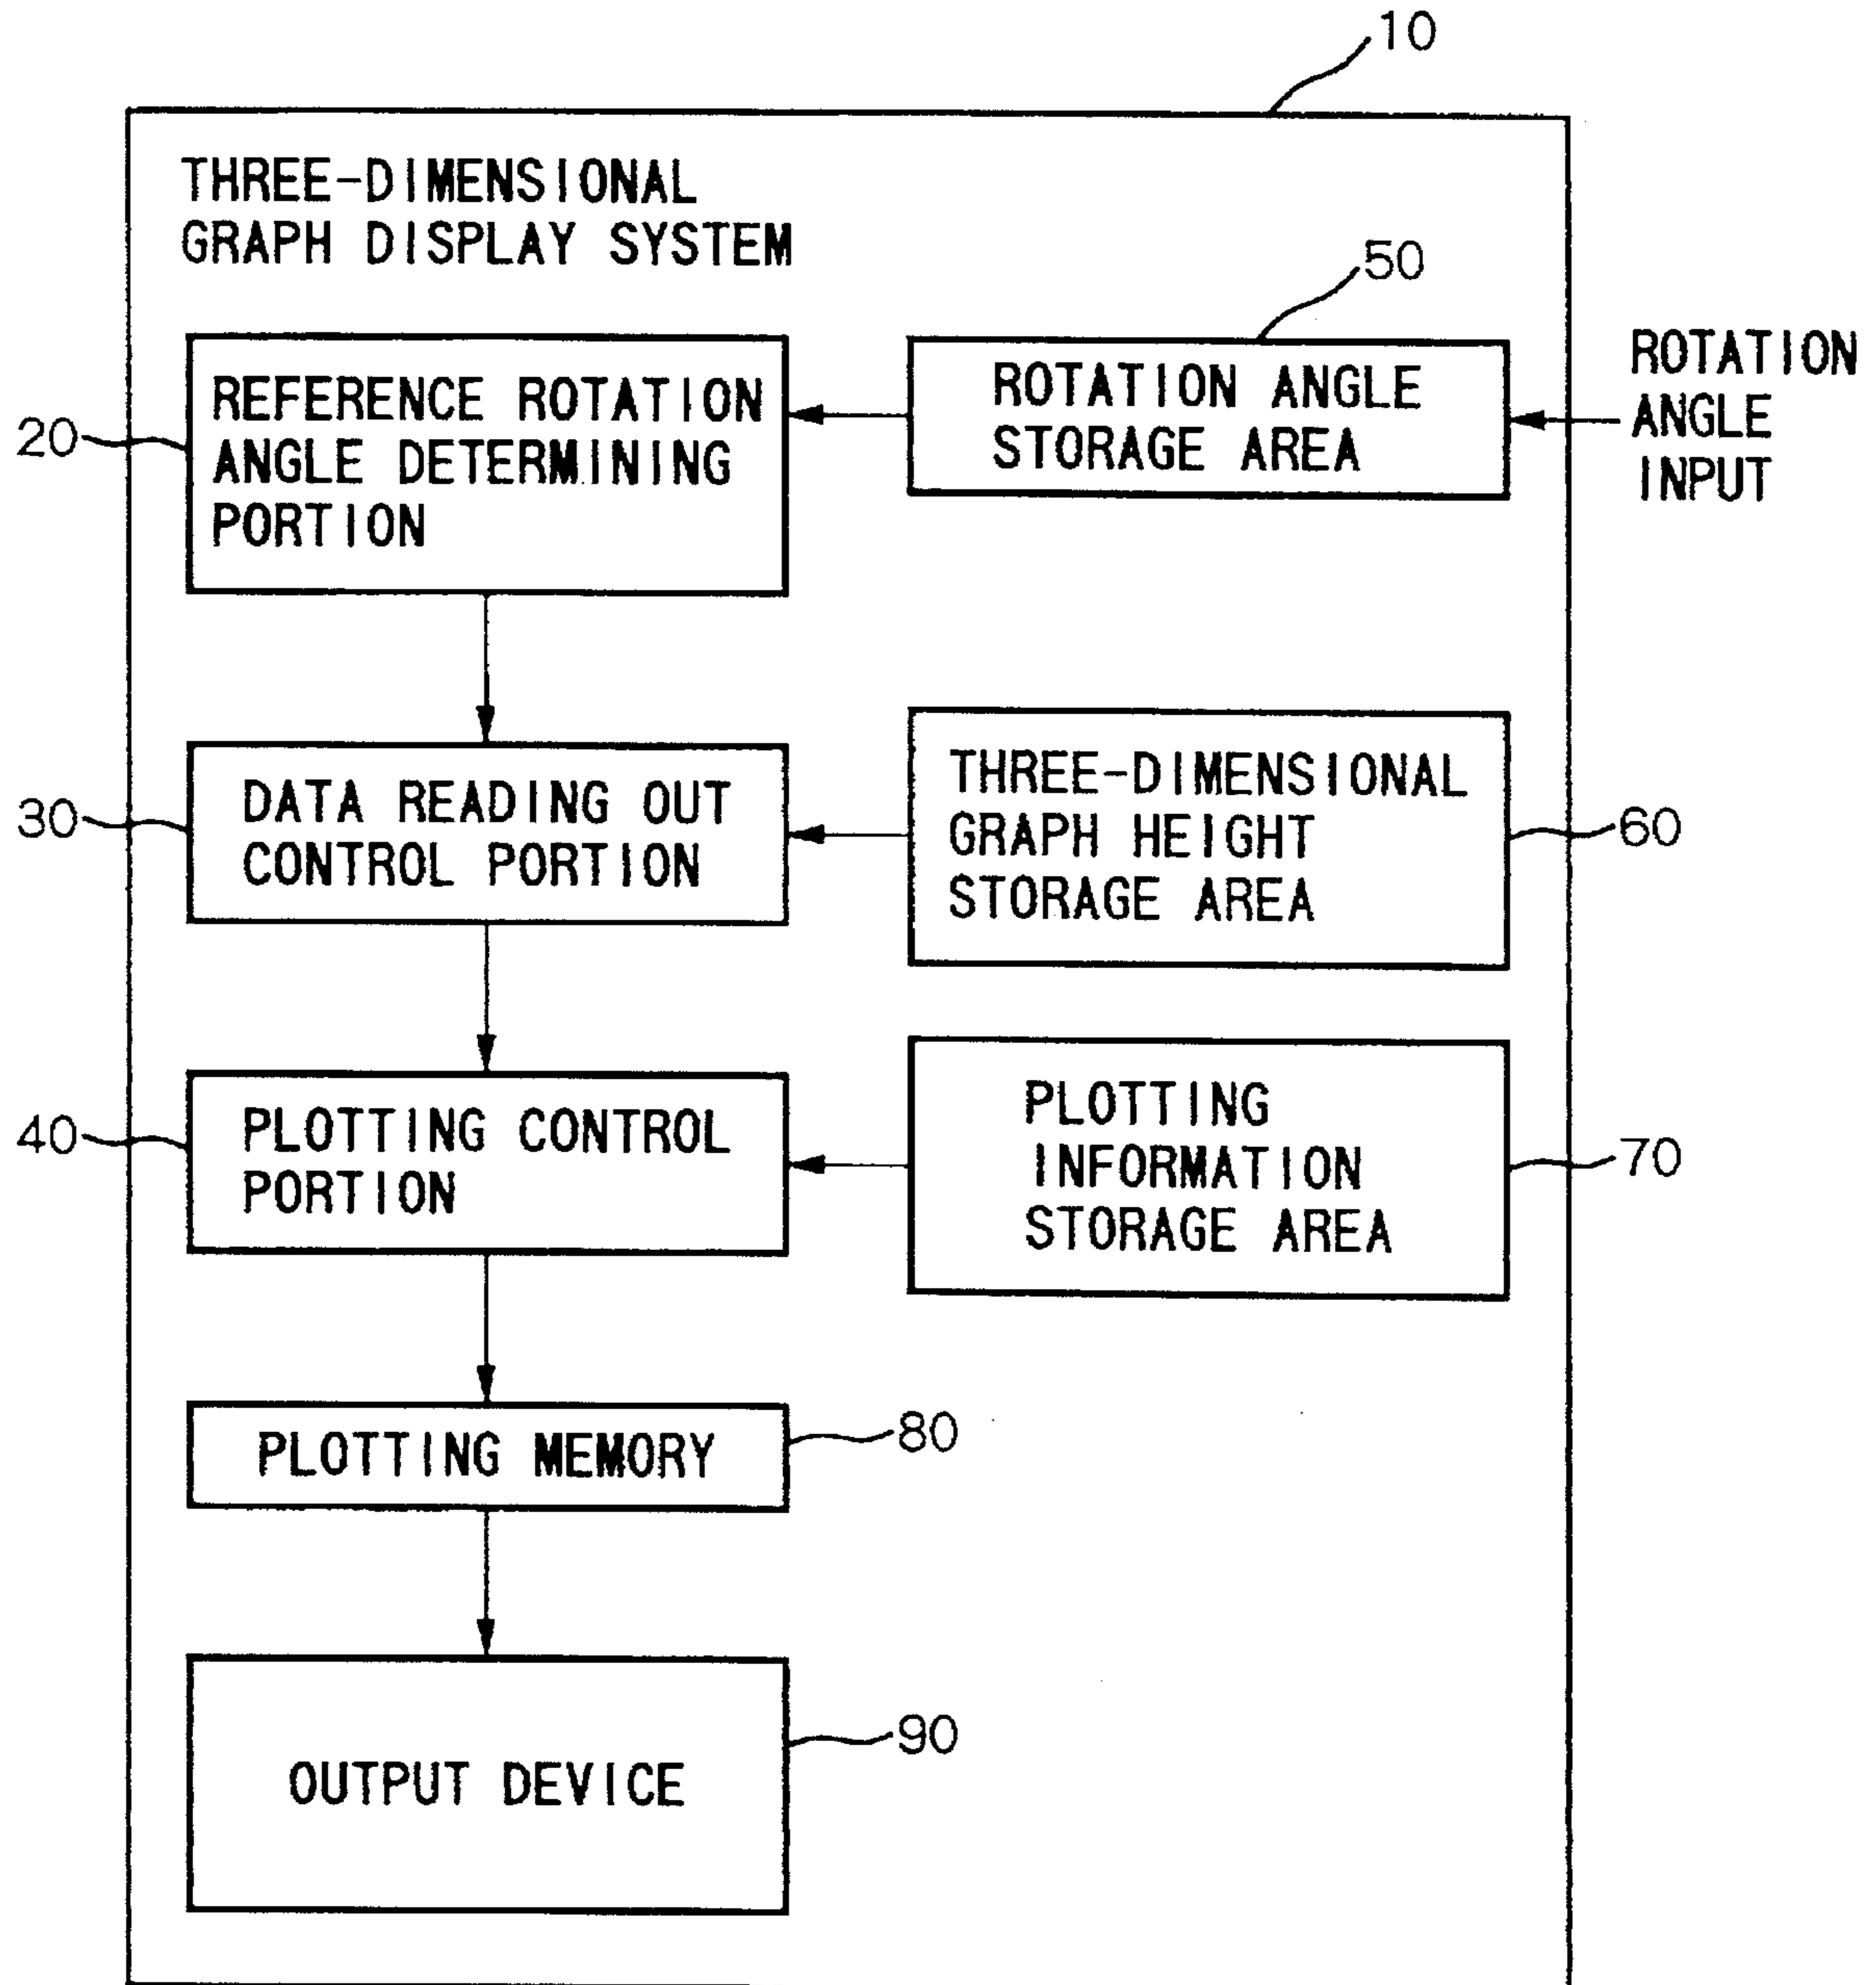 10
THREE-DIMENSIONAL
GRAPH DISPLAY SYSTEM
50
20
REFERENCE ROTATION
ANGLE DETERMINING
PORTION
ROTATION ANGLE
STORAGE AREA
ROTATION
ANGLE
INPUT
30
DATA READING OUT
CONTROL PORTION
THREE-DIMENSIONAL
GRAPH HEIGHT
STORAGE AREA
60
40
PLOTTING CONTROL
PORTION
PLOTTING
INFORMATION
STORAGE AREA
70
PLOTTING MEMORY
80
OUTPUT DEVICE
90